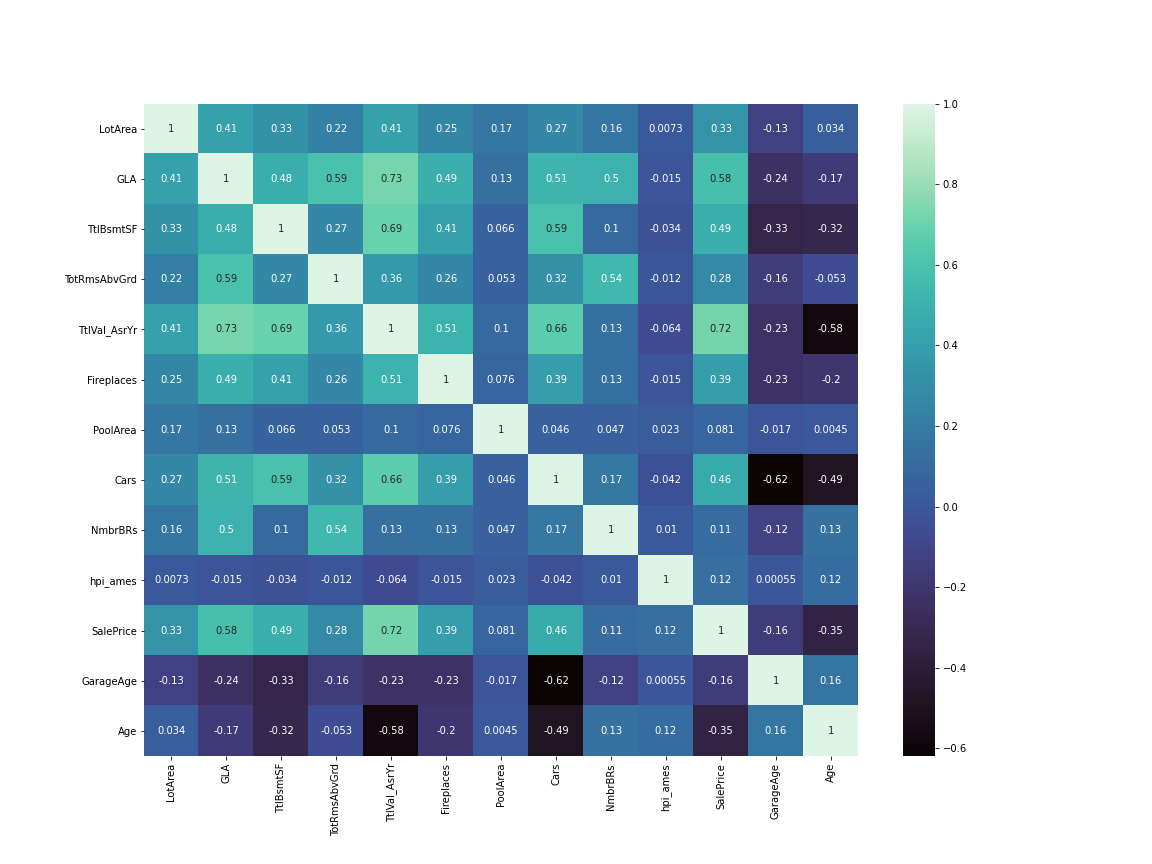 LotArea 1 0.41 0.33 0.22 0.41 0.25 0.17 0.27 0.16 0.0073 0.33 -0.13 0.034
GLA 0.41 1 0.48 0.59 0.73 0.49 0.13 0.51 0.5 -0.015 0.58 -0.24 -0.17
TtlBsmtSF 0.33 0.48 1 0.27 0.69 0.41 0.066 0.59 0.1 -0.034 0.49 -0.33 -0.32
TotRmsAbvGrd 0.22 0.59 0.27 1 0.36 0.26 0.053 0.32 0.54 -0.012 0.28 -0.16 -0.053
TtlVal_AsrYr 0.41 0.73 0.69 0.36 1 0.51 0.1 0.66 0.13 -0.064 0.72 -0.23 -0.58
Fireplaces 0.25 0.49 0.41 0.26 0.51 1 0.076 0.39 0.13 -0.015 0.39 -0.23 -0.2
PoolArea 0.17 0.13 0.066 0.053 0.1 0.076 1 0.046 0.047 0.023 0.081 -0.017 0.0045
Cars 0.27 0.51 0.59 0.32 0.66 0.39 0.046 1 0.17 -0.042 0.46 -0.62 -0.49
NmbrBRs 0.16 0.5 0.1 0.54 0.13 0.13 0.047 0.17 1 0.01 0.11 -0.12 0.13
hpi_ames 0.0073 -0.015 -0.034 -0.012 -0.064 -0.015 0.023 -0.042 0.01 1 0.12 0.00055 0.12
SalePrice 0.33 0.58 0.49 0.28 0.72 0.39 0.081 0.46 0.11 0.12 1 -0.16 -0.35
GarageAge -0.13 -0.24 -0.33 -0.16 -0.23 -0.23 -0.017 -0.62 -0.12 0.00055 -0.16 1 0.16
Age 0.034 -0.17 -0.32 -0.053 -0.58 -0.2 0.0045 -0.49 0.13 0.12 -0.35 0.16 1
LotArea
GLA
TtlBsmtSF
TotRmsAbvGrd
TtlVal_AsrYr
Fireplaces
PoolArea
Cars
NmbrBRs
hpi_ames
SalePrice
GarageAge
Age
1.0
0.8
0.6
0.4
0.2
0.0
−0.2
−0.4
−0.6